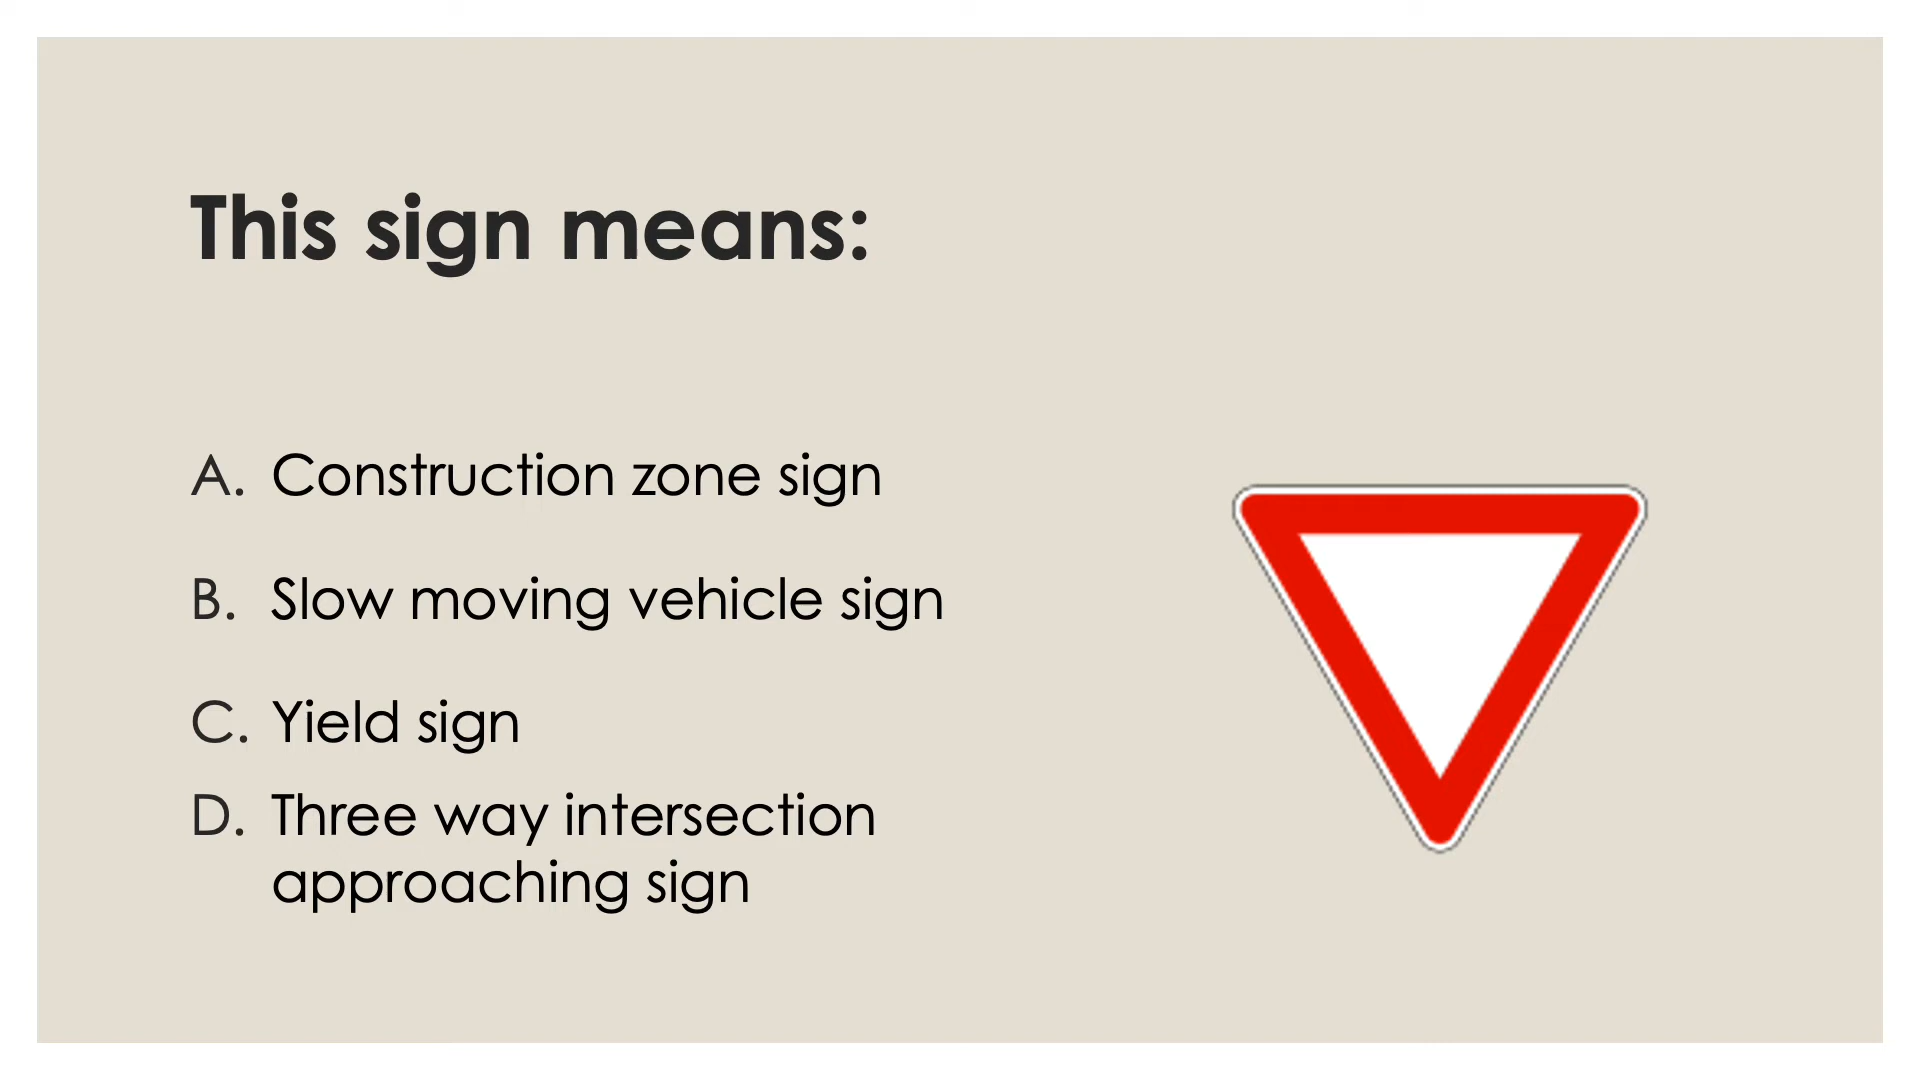 This sign means:
A. Construction zone sign
B. Slow moving vehicle sign
C. Yield sign
D. Three way intersection
approaching sign